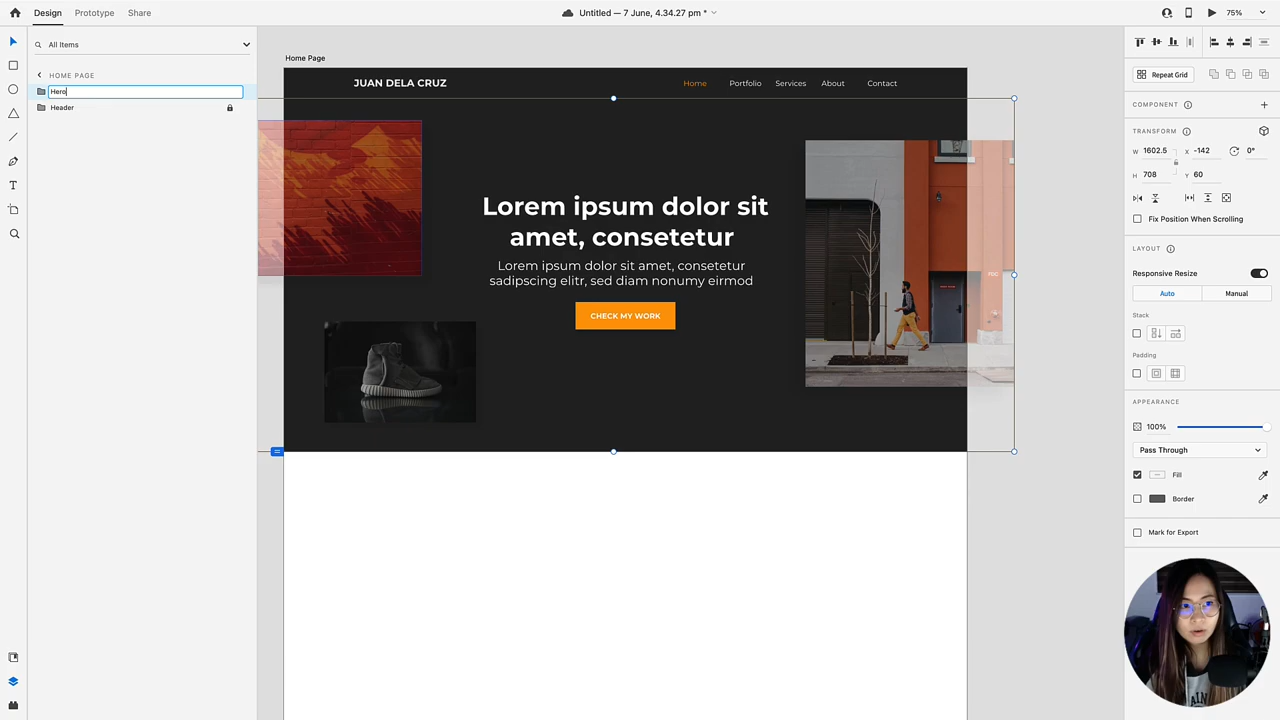 Design
Prototype
Share
Untitled — 7 June, 4.34.27 pm *
75%
All Items
HOME PAGE
Hero
Header
Home Page
JUAN DELA CRUZ
Home
Portfolio
Services
About
Contact
Lorem ipsum dolor sit
amet, consetetur
Lorem ipsum dolor sit amet, consetetur
sadipscing elitr, sed diam nonumy eirmod
CHECK MY WORK
Repeat Grid
COMPONENT
TRANSFORM
W 1602.5 X -142 0°
H 708 Y 60
Fix Position When Scrolling
LAYOUT
Responsive Resize
Auto
Manual
Stack
Padding
APPEARANCE
100%
Pass Through
Fill
Border
Mark for Export